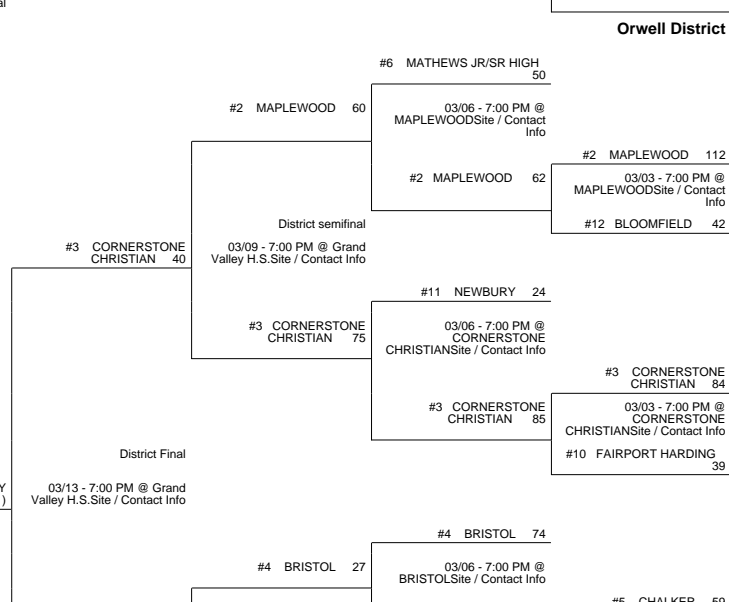 al
Orwell District
#6 MATHEWS JR/SR HIGH
50
#2 MAPLEWOOD 60
03/06 - 7:00 PM @
MAPLEWOODSite / Contact
Info
#2 MAPLEWOOD 112
#2 MAPLEWOOD 62
03/03 - 7:00 PM @
MAPLEWOODSite / Contact
Info
District semifinal
#12 BLOOMFIELD 42
#3 CORNERSTONE
CHRISTIAN 40
03/09 - 7:00 PM @ Grand
Valley H.S.Site / Contact Info
#11 NEWBURY 24
#3 CORNERSTONE
CHRISTIAN 75
03/06 - 7:00 PM @
CORNERSTONE
CHRISTIANSite / Contact Info
#3 CORNERSTONE
CHRISTIAN 84
#3 CORNERSTONE
CHRISTIAN 85
03/03 - 7:00 PM @
CORNERSTONE
CHRISTIANSite / Contact Info
District Final
#10 FAIRPORT HARDING
39
Y
)
03/13 - 7:00 PM @ Grand
Valley H.S.Site / Contact Info
#4 BRISTOL 74
#4 BRISTOL 27
03/06 - 7:00 PM @
BRISTOLSite / Contact Info
#5 CHALKER 59